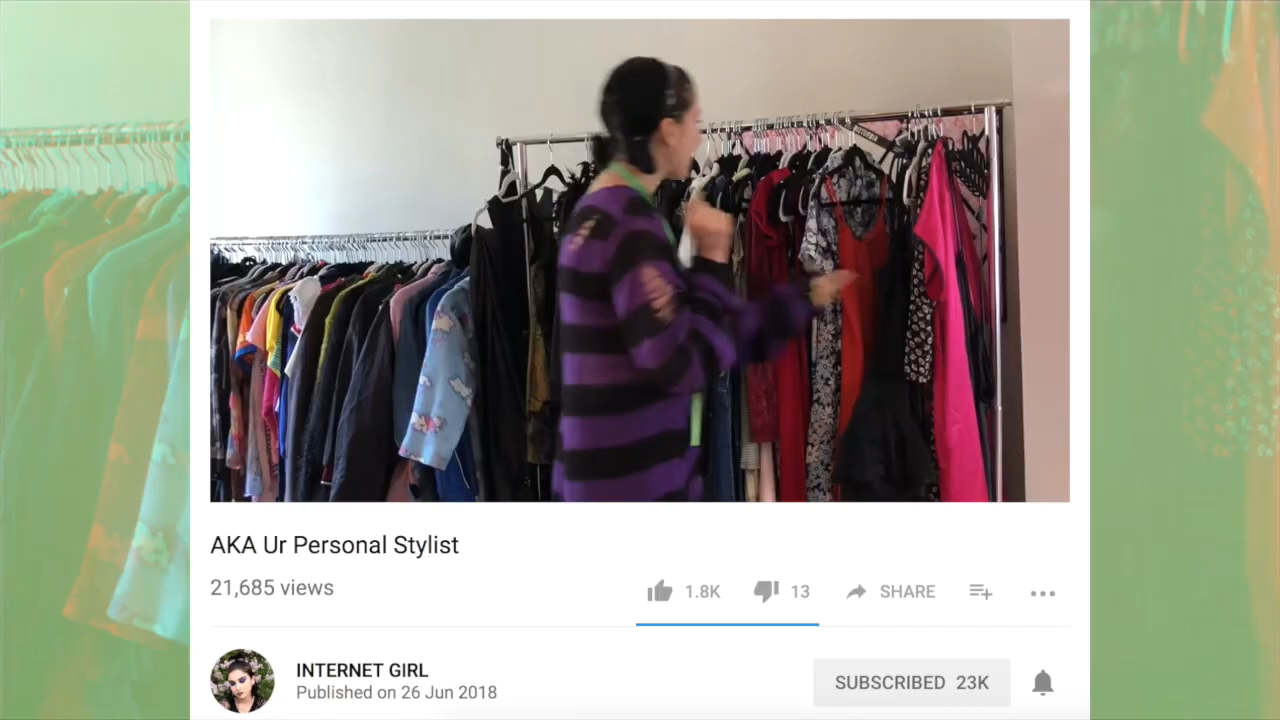 AKA Ur Personal Stylist
21,685 views
1.8K 13 SHARE
INTERNET GIRL
Published on 26 Jun 2018
SUBSCRIBED 23K